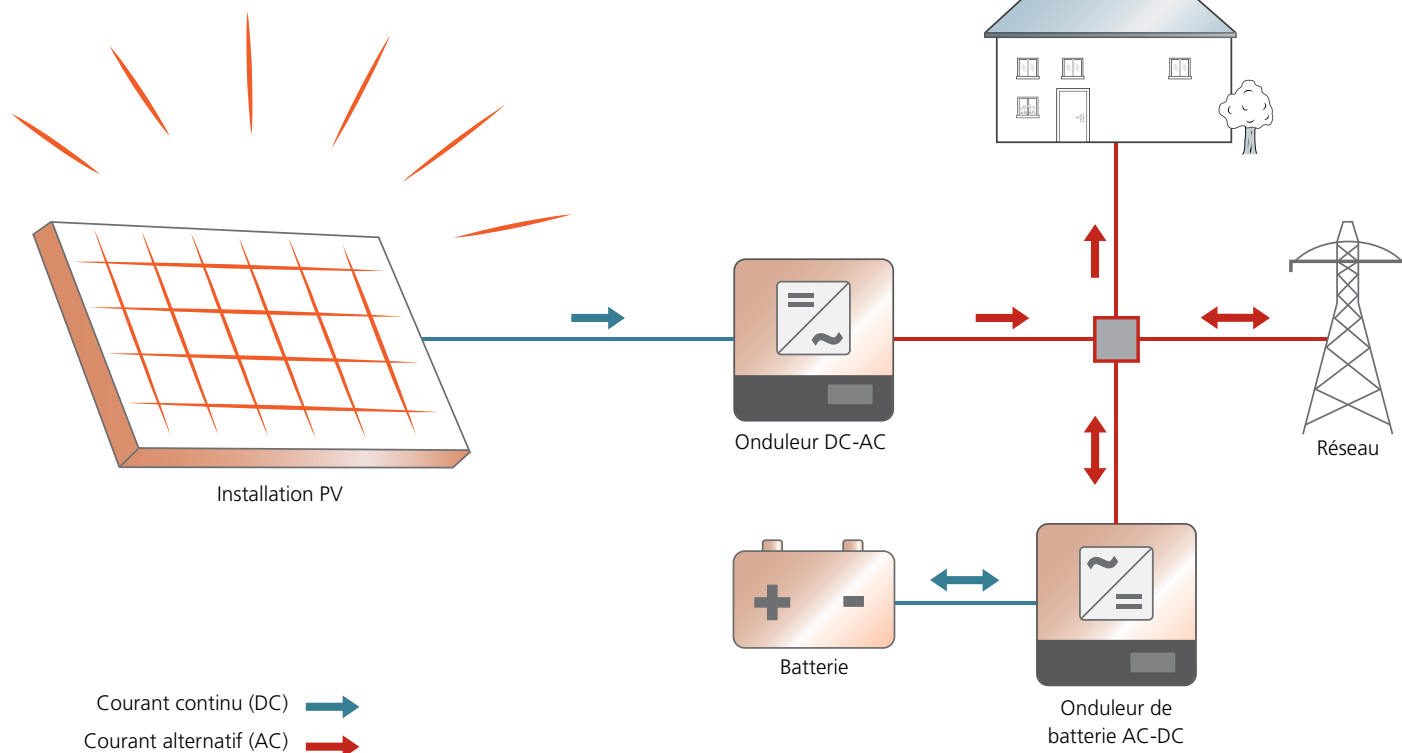 Onduleur DC-AC
Réseau
Installation PV
Batterie
Onduleur de
batterie AC-DC
Courant continu (DC)
Courant alternatif (AC)